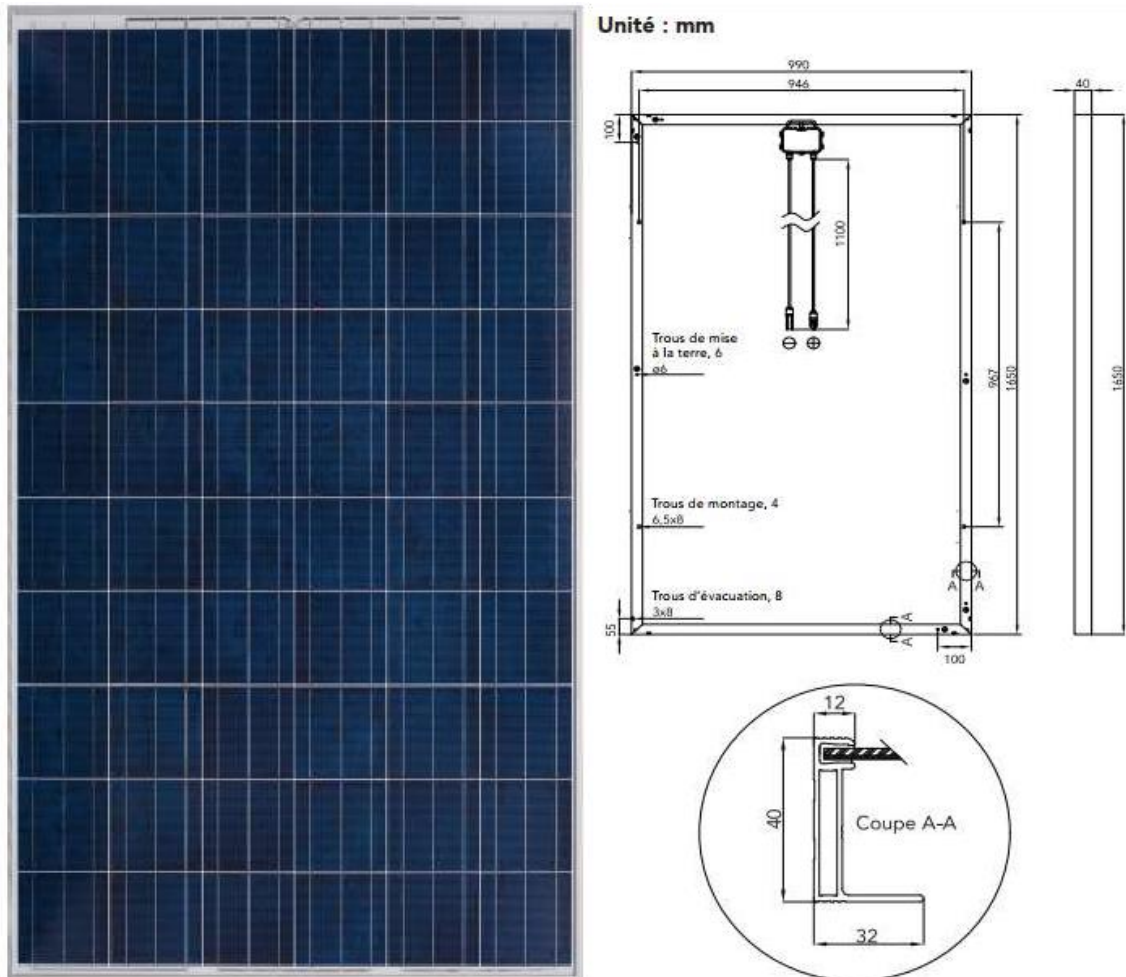 Unité : mm
990
946
40
100
1100
Trous de mise
à la terre, 6
ø6
967
1650
1650
Trous de montage, 4
6,5x8
A
A
Trous d'évacuation, 8
3x8
55
A
A
100
12
40
Coupe A-A
32